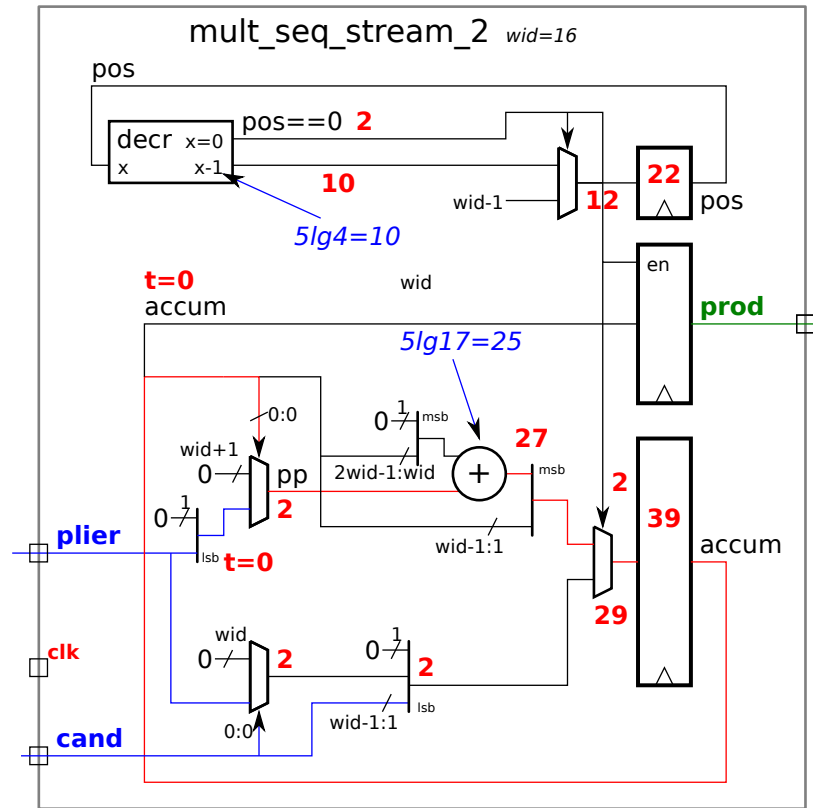 mult_seq_stream_2 wid=16
pos
decr x=0
x x-1
pos==0 2
10
5lg4=10
wid-1
12
22
pos
en
prod
wid
t=0
accum
5lg17=25
0:0
0 1 msb
wid+1
0
pp
2
2wid-1:wid
+
27
msb
wid-1:1
0 1
lsb
t=0
plier
2
39
accum
29
clk
wid
0
2
0 1
2
wid-1:1
lsb
0:0
cand